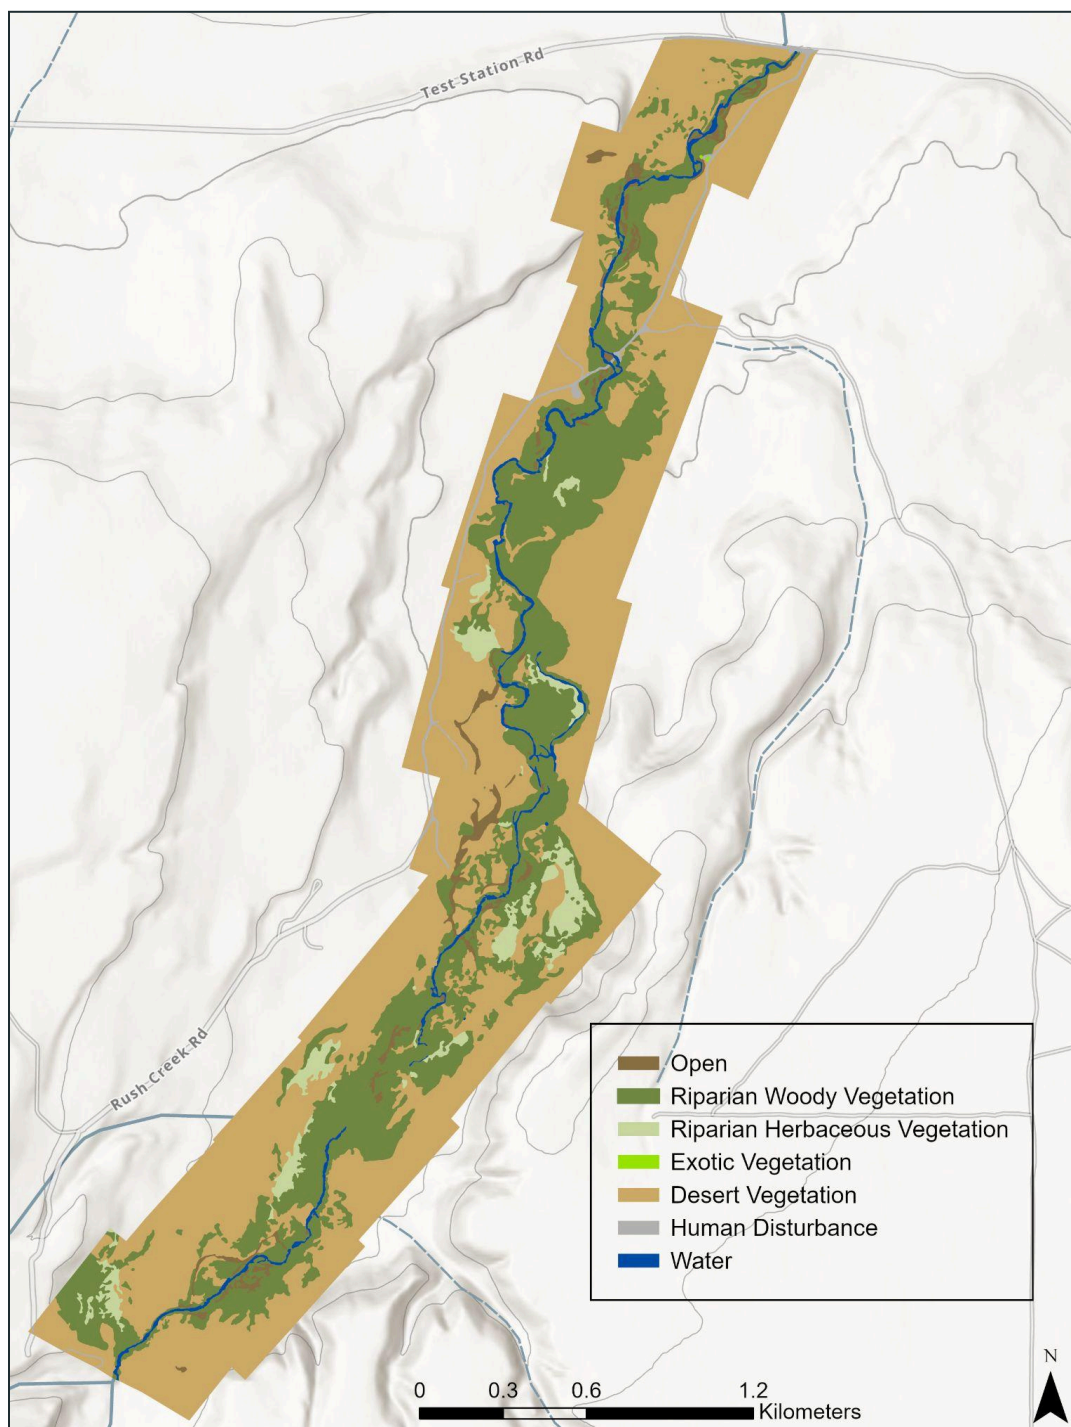 Test Station Rd
Rush Creek Rd
Open
Riparian Woody Vegetation
Riparian Herbaceous Vegetation
Exotic Vegetation
Desert Vegetation
Human Disturbance
Water
N
0 0.3 0.6 1.2
Kilometers